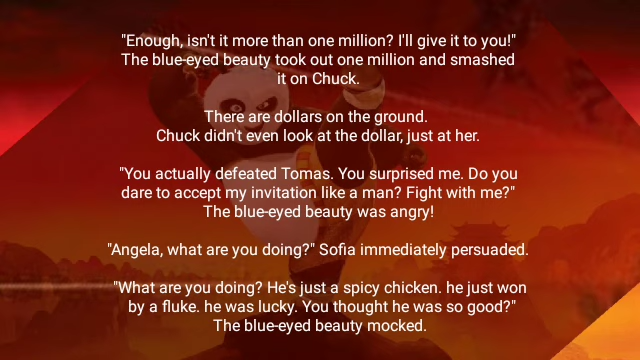 "Enough, isn't it more than one million? I'll give it to you!"
The blue-eyed beauty took out one million and smashed
it on Chuck.
There are dollars on the ground.
Chuck didn't even look at the dollar, just at her.
"You actually defeated Tomas. You surprised me. Do you
dare to accept my invitation like a man? Fight with me?"
The blue-eyed beauty was angry!
"Angela, what are you doing?" Sofia immediately persuaded.
"What are you doing? He's just a spicy chicken. he just won
by a fluke. he was lucky. You thought he was so good?"
The blue-eyed beauty mocked.